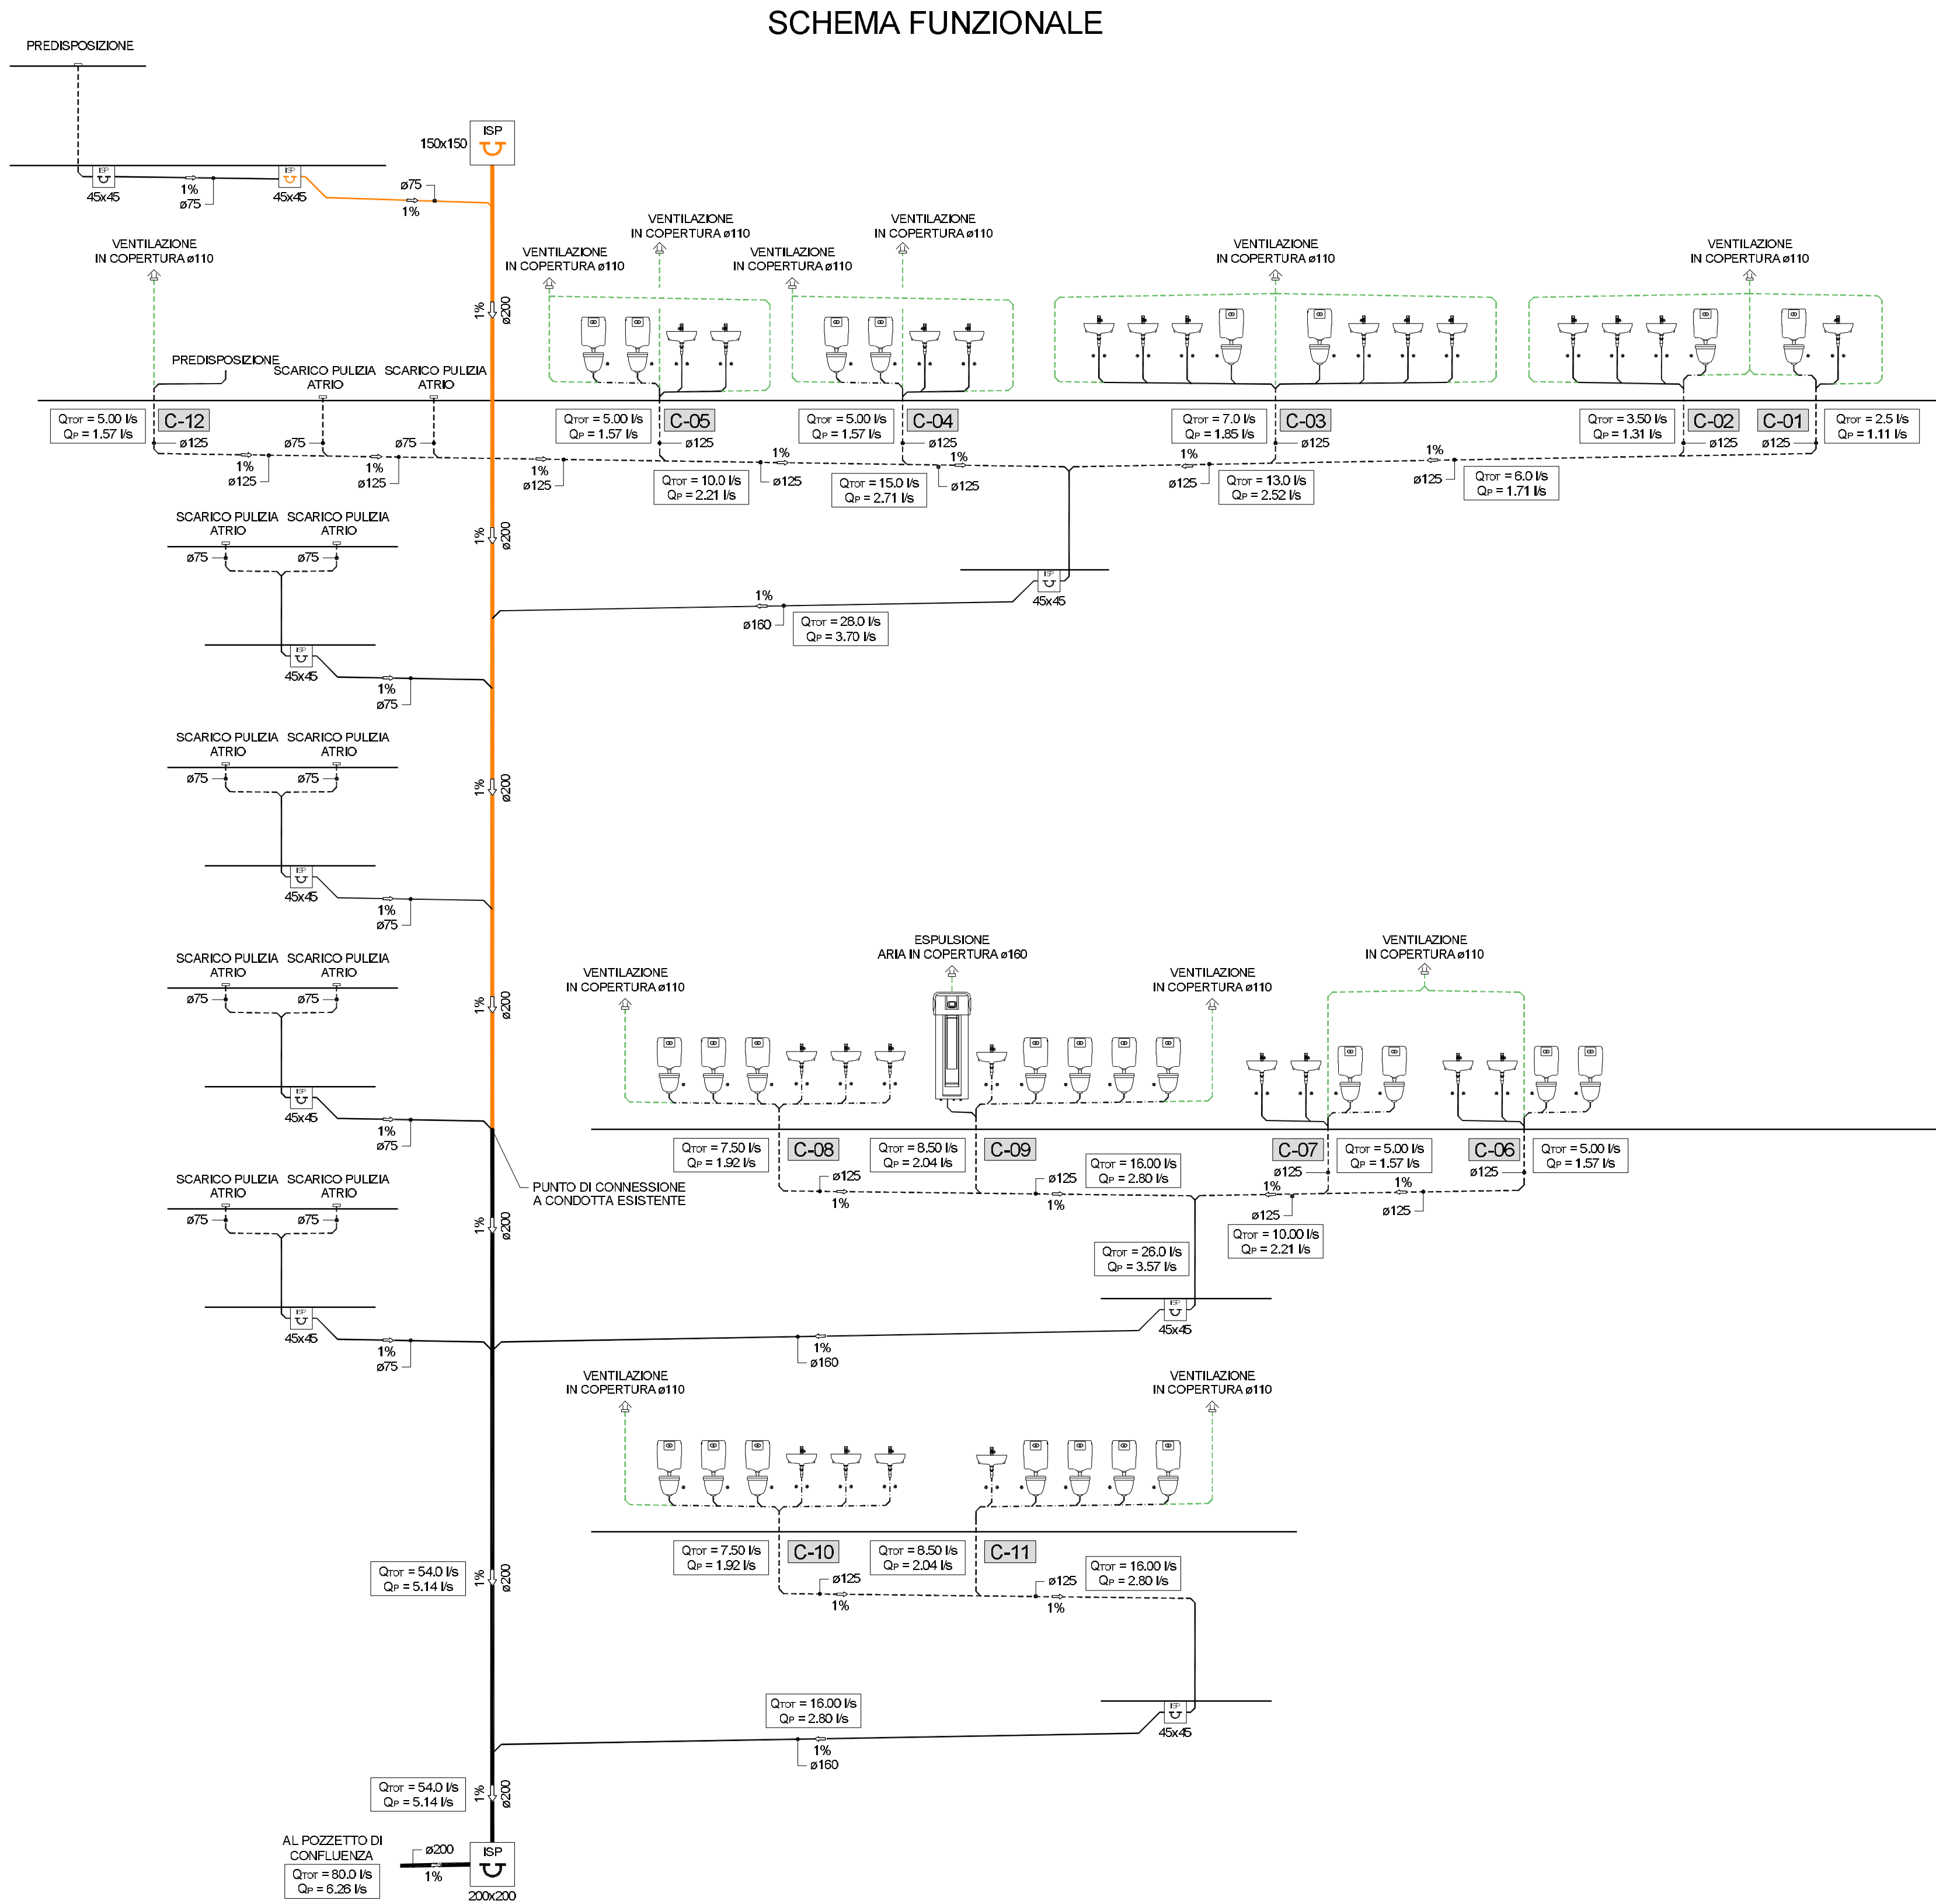 SCHEMA FUNZIONALE
PREDISPOSIZIONE
ISP
150x150
ISP
45x45
1%
ø75
ISP
45x45
ø75
1%
VENTILAZIONE
IN COPERTURA ø110
VENTILAZIONE
IN COPERTURA ø110
VENTILAZIONE
IN COPERTURA ø110
VENTILAZIONE
IN COPERTURA ø110
VENTILAZIONE
IN COPERTURA ø110
VENTILAZIONE
IN COPERTURA ø110
VENTILAZIONE
IN COPERTURA ø110
1%
ø200
PREDISPOSIZIONE
SCARICO PULIZIA
ATRIO
SCARICO PULIZIA
ATRIO
QTOT = 5.00 l/s
QP = 1.57 l/s
C-12
ø125
ø75
ø75
QTOT = 5.00 l/s
QP = 1.57 l/s
C-05
ø125
QTOT = 5.00 l/s
QP = 1.57 l/s
C-04
ø125
QTOT = 7.0 l/s
QP = 1.85 l/s
C-03
ø125
QTOT = 3.50 l/s
QP = 1.31 l/s
C-02
ø125
C-01
ø125
QTOT = 2.5 l/s
QP = 1.11 l/s
1%
ø125
1%
ø125
1%
ø125
QTOT = 10.0 l/s
QP = 2.21 l/s
1%
ø125
QTOT = 15.0 l/s
QP = 2.71 l/s
1%
ø125
1%
ø125
QTOT = 13.0 l/s
QP = 2.52 l/s
1%
ø125
QTOT = 6.0 l/s
QP = 1.71 l/s
SCARICO PULIZIA
ATRIO
SCARICO PULIZIA
ATRIO
ø75
ø75
1%
ø200
ISP
45x45
1%
ø160
QTOT = 28.0 l/s
QP = 3.70 l/s
ISP
45x45
1%
ø75
SCARICO PULIZIA
ATRIO
SCARICO PULIZIA
ATRIO
ø75
ø75
1%
ø200
ISP
45x45
1%
ø75
SCARICO PULIZIA
ATRIO
SCARICO PULIZIA
ATRIO
ø75
ø75
1%
ø200
ISP
45x45
1%
ø75
VENTILAZIONE
IN COPERTURA ø110
ESPULSIONE
ARIA IN COPERTURA ø160
VENTILAZIONE
IN COPERTURA ø110
VENTILAZIONE
IN COPERTURA ø110
QTOT = 7.50 l/s
QP = 1.92 l/s
C-08
ø125
1%
QTOT = 8.50 l/s
QP = 2.04 l/s
C-09
ø125
1%
QTOT = 16.00 l/s
QP = 2.80 l/s
C-07
ø125
QTOT = 5.00 l/s
QP = 1.57 l/s
C-06
ø125
QTOT = 5.00 l/s
QP = 1.57 l/s
1%
ø125
1%
ø125
QTOT = 10.00 l/s
QP = 2.21 l/s
PUNTO DI CONNESSIONE
A CONDOTTA ESISTENTE
SCARICO PULIZIA
ATRIO
SCARICO PULIZIA
ATRIO
ø75
ø75
1%
ø200
QTOT = 26.0 l/s
QP = 3.57 l/s
ISP
45x45
1%
ø75
ISP
45x45
1%
ø160
VENTILAZIONE
IN COPERTURA ø110
VENTILAZIONE
IN COPERTURA ø110
QTOT = 7.50 l/s
QP = 1.92 l/s
C-10
ø125
1%
QTOT = 8.50 l/s
QP = 2.04 l/s
C-11
ø125
1%
QTOT = 16.00 l/s
QP = 2.80 l/s
QTOT = 54.0 l/s
QP = 5.14 l/s
1%
ø200
ISP
45x45
QTOT = 16.00 l/s
QP = 2.80 l/s
1%
ø160
QTOT = 54.0 l/s
QP = 5.14 l/s
1%
ø200
AL POZZETTO DI
CONFLUENZA
QTOT = 80.0 l/s
QP = 6.26 l/s
ø200
1%
ISP
200x200